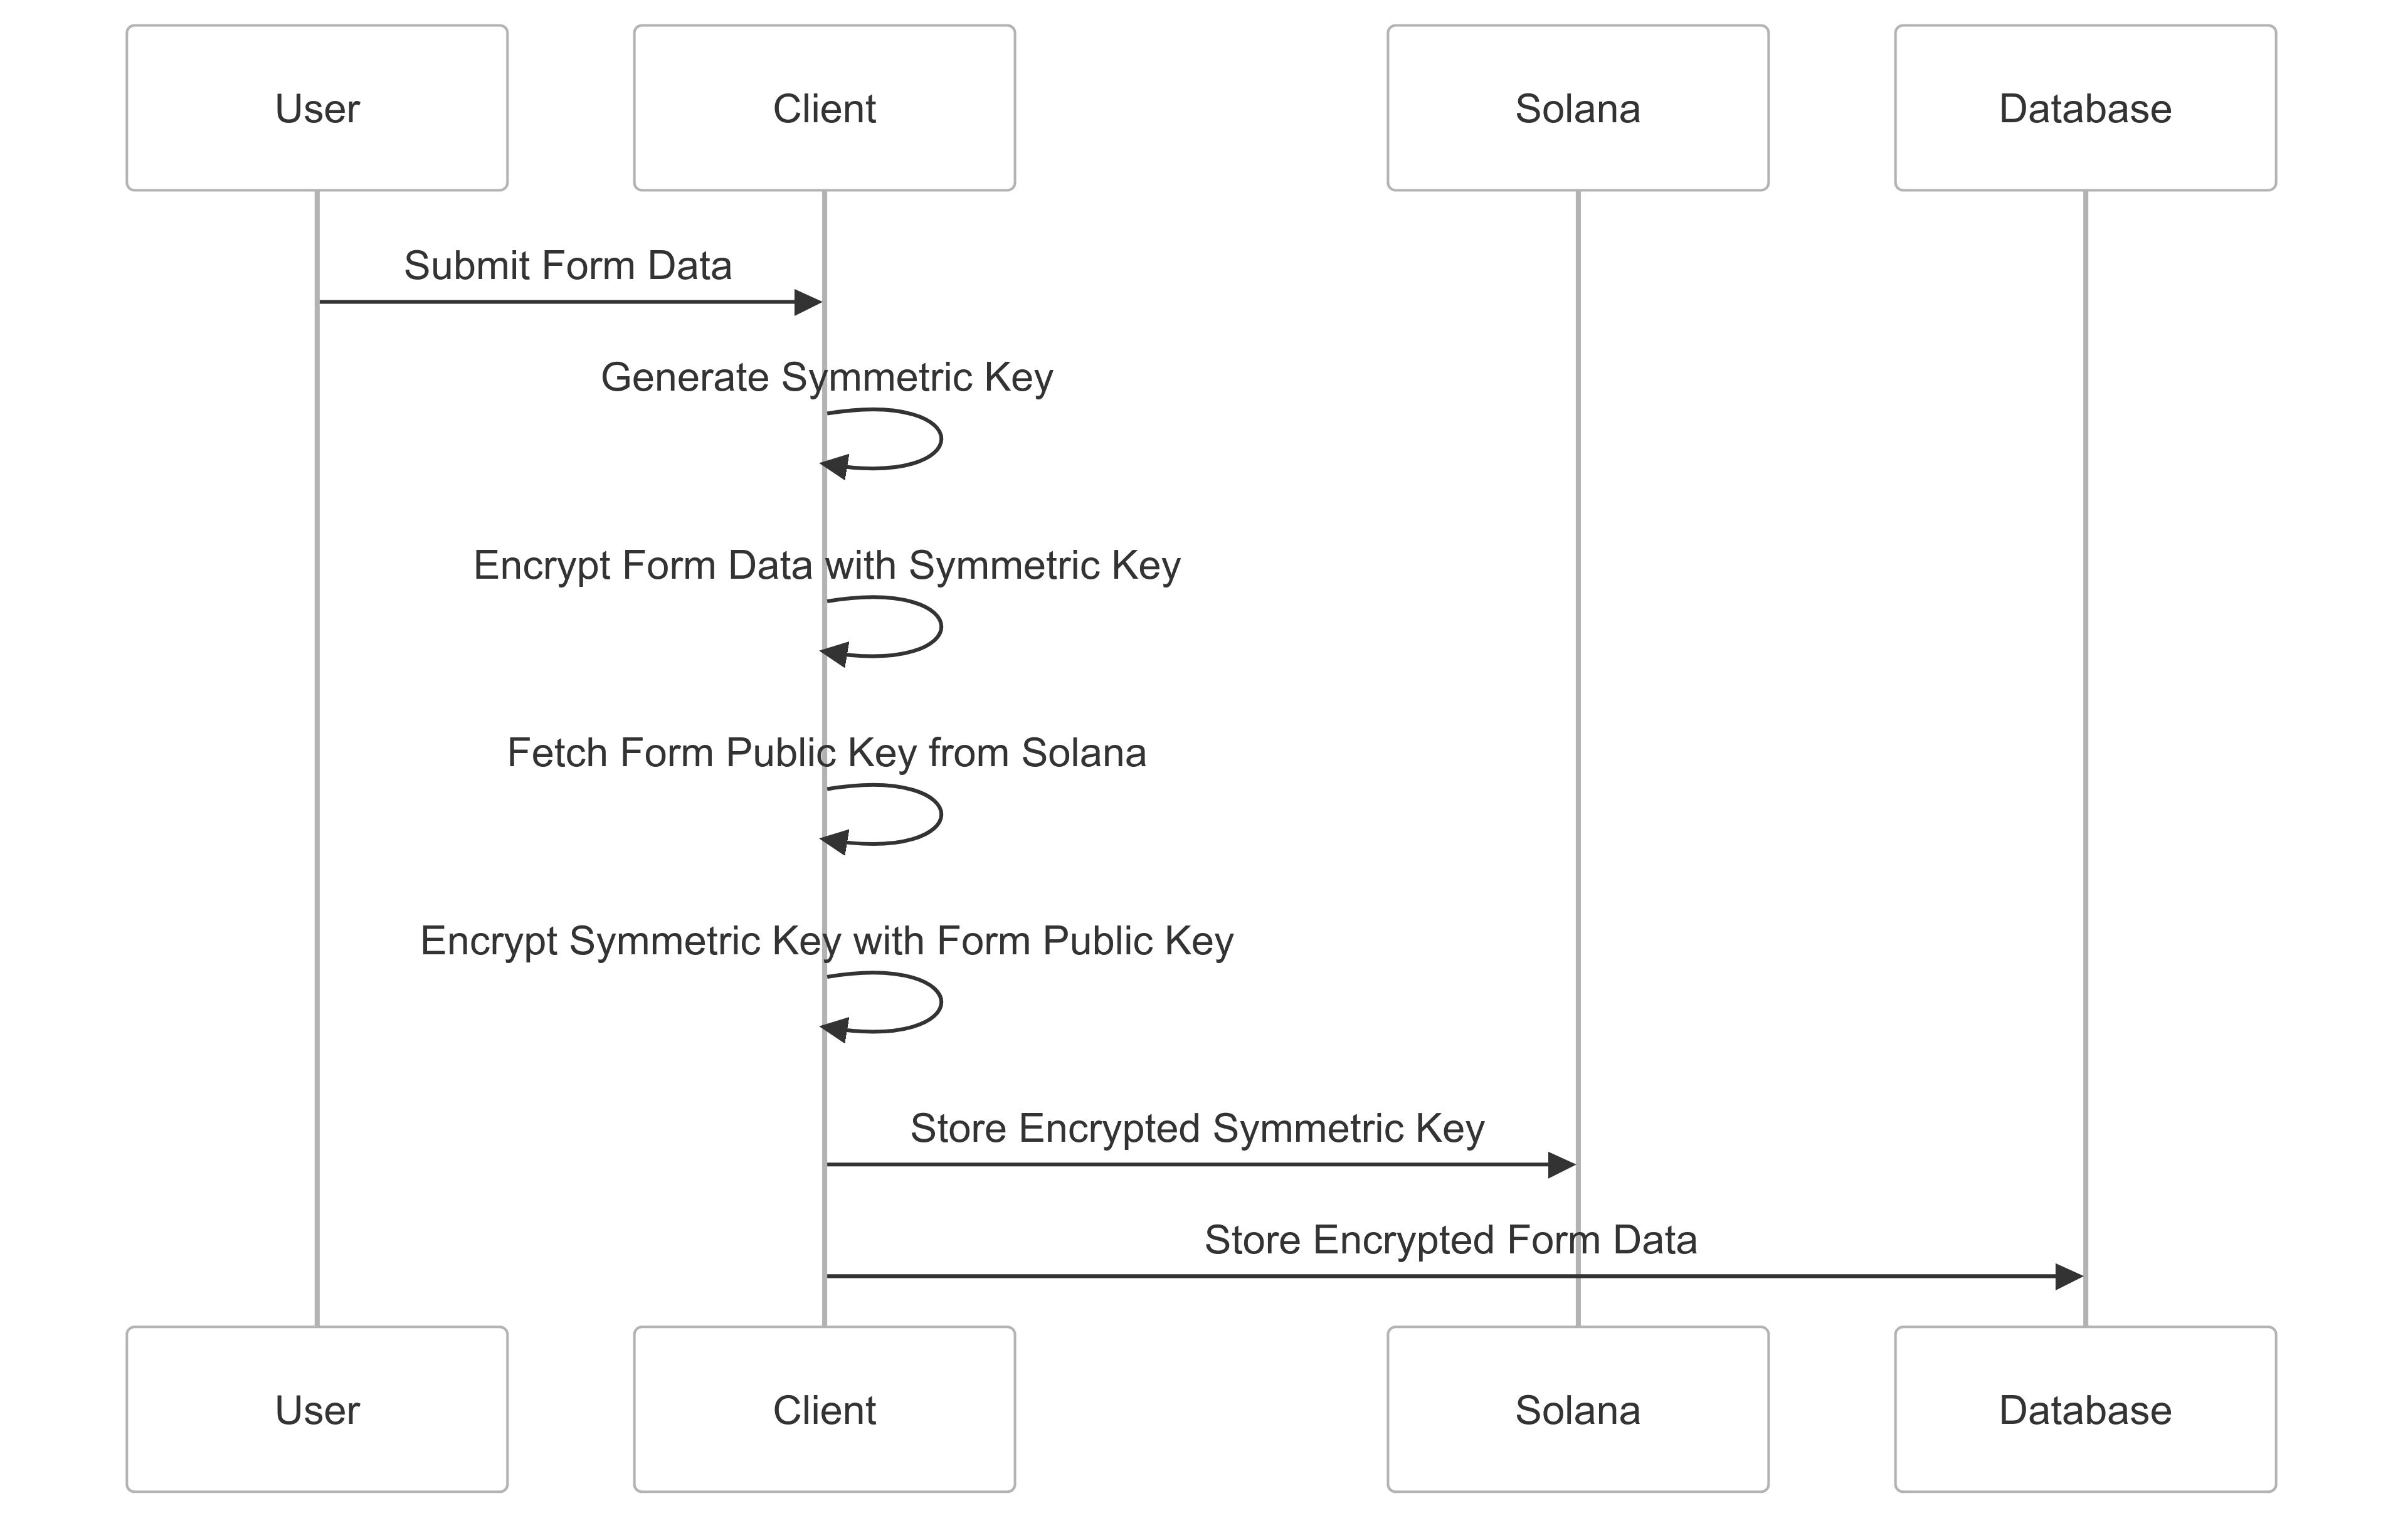 User
Client
Solana
Database
Submit Form Data
Generate Symmetric Key
Encrypt Form Data with Symmetric Key
Fetch Form Public Key from Solana
Encrypt Symmetric Key with Form Public Key
Store Encrypted Symmetric Key
Store Encrypted Form Data
User
Client
Solana
Database